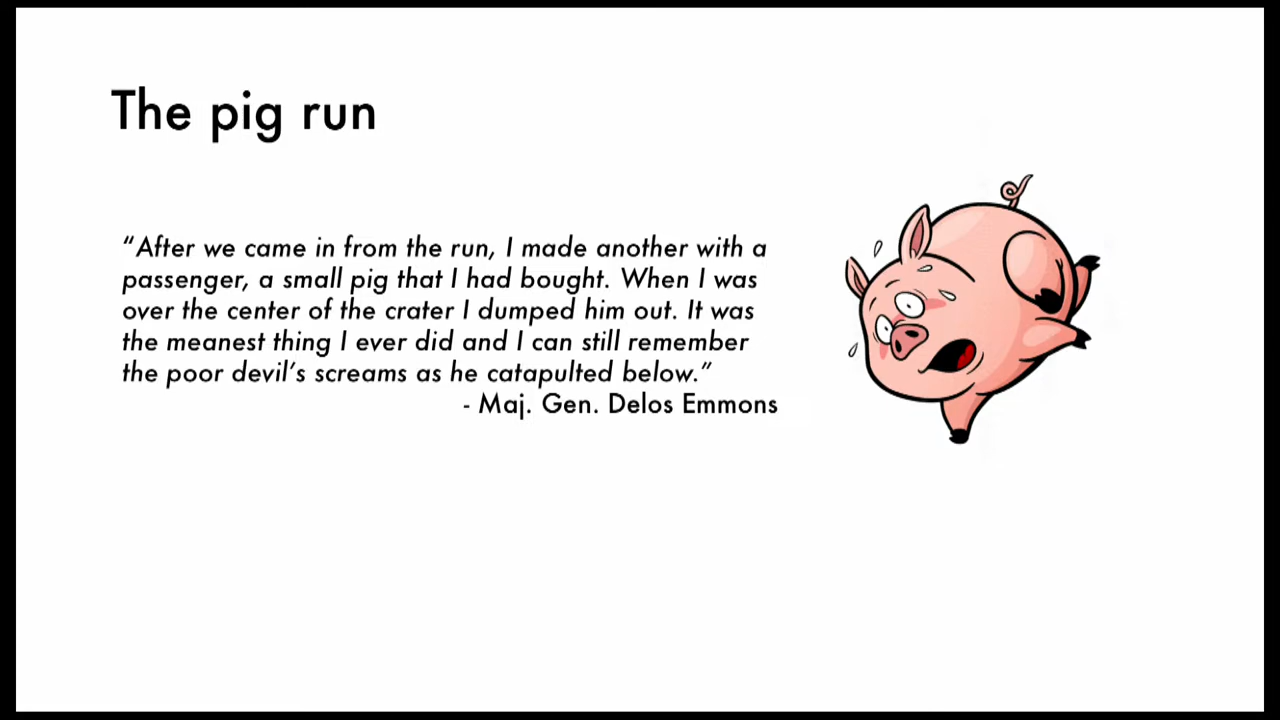 The pig run
“After we came in from the run, I made another with a
passenger, a small pig that I had bought. When I was
over the center of the crater I dumped him out. It was
the meanest thing I ever did and I can still remember
the poor devil’s screams as he catapulted below.”
- Maj. Gen. Delos Emmons